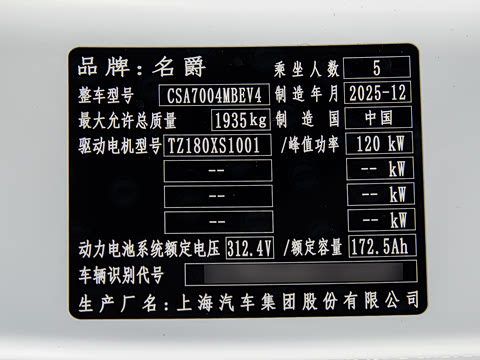 品牌:名爵 乘坐人数 5
整车型号 CSA7004MBEV4 制造年月 2025-12
最大允许总质量 1935kg 制造国 中国
驱动电机型号 TZ180XS1001 /峰值功率 120 kW
-- -- kW
-- -- kW
-- -- kW
动力电池系统额定电压 312.4V /额定容量 172.5Ah
车辆识别代号
生产厂名:上海汽车集团股份有限公司